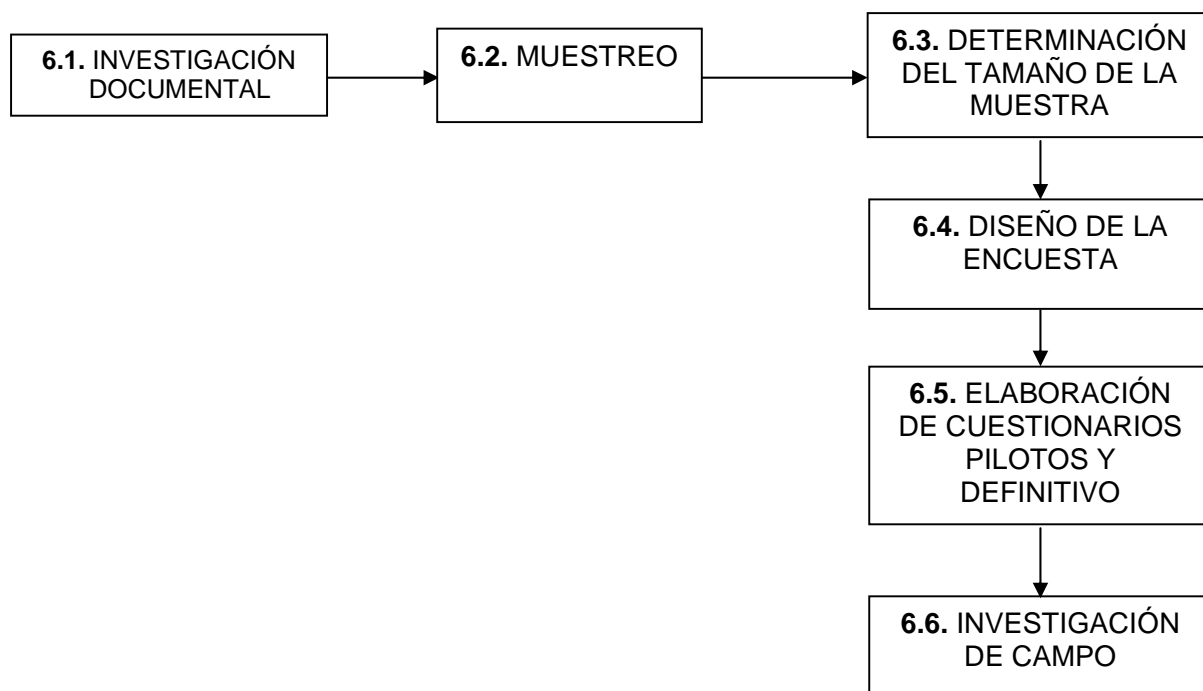 6.1. INVESTIGACIÓN
DOCUMENTAL
6.2. MUESTREO
6.3. DETERMINACIÓN
DEL TAMAÑO DE LA
MUESTRA
6.4. DISEÑO DE LA
ENCUESTA
6.5. ELABORACIÓN
DE CUESTIONARIOS
PILOTOS Y
DEFINITIVO
6.6. INVESTIGACIÓN
DE CAMPO